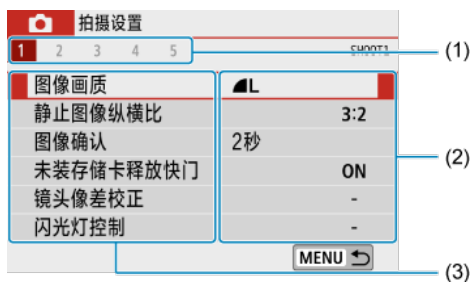 拍摄设置
1 2 3 4 5 SHOOT1 (1)
图像画质 L
静止图像纵横比 3:2
图像确认 2秒 (2)
未装存储卡释放快门 ON
镜头像差校正 -
闪光灯控制 -
MENU
(3)